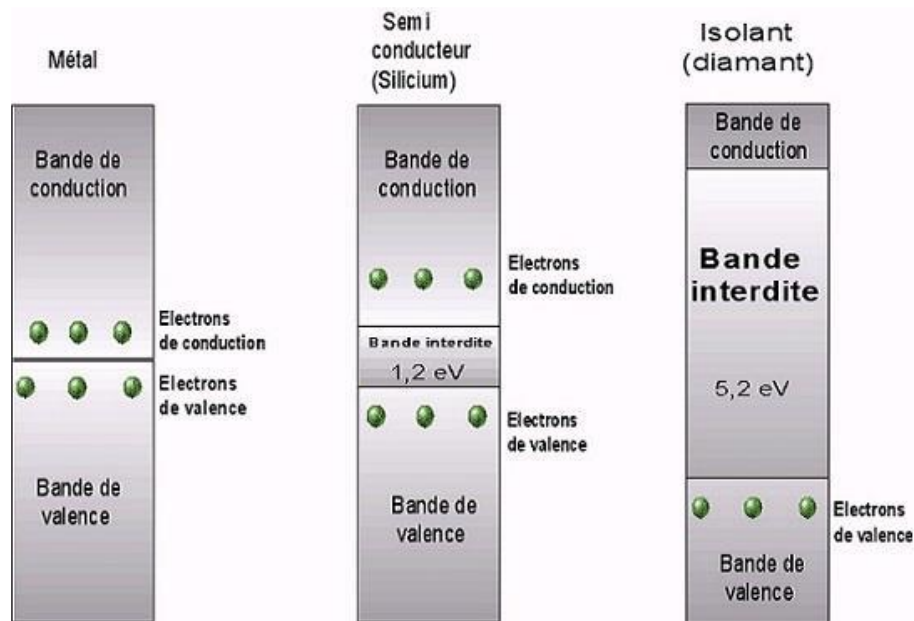 Métal
Bande de
conduction
Electrons
de conduction
Electrons
de valence
Bande de
valence
Semi
conducteur
(Silicium)
Bande de
conduction
Electrons
de conduction
Bande interdite
1,2 eV
Electrons
de valence
Bande de
valence
Isolant
(diamant)
Bande de
conduction
Bande
interdite
5,2 eV
Electrons
de valence
Bande de
valence